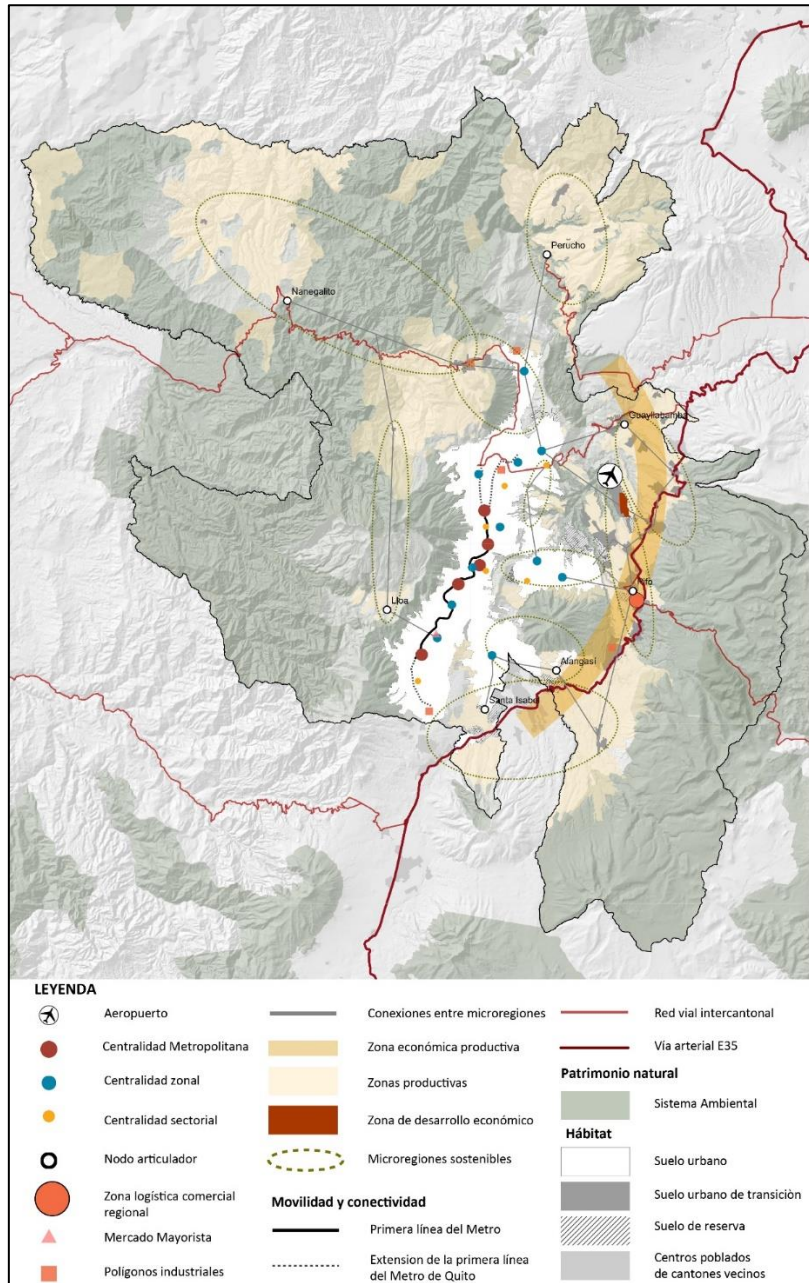 Perucho
Nanegalito
Guayllabamba
Pifo
Lloa
Alangasí
Santa Isabel
LEYENDA
Aeropuerto
Centralidad Metropolitana
Centralidad zonal
Centralidad sectorial
Nodo articulador
Zona logística comercial
regional
Mercado Mayorista
Polígonos industriales
Conexiones entre microregiones
Zona económica productiva
Zonas productivas
Zona de desarrollo económico
Microregiones sostenibles
Movilidad y conectividad
Primera línea del Metro
Extension de la primera línea
del Metro de Quito
Red vial intercantonal
Vía arterial E35
Patrimonio natural
Sistema Ambiental
Hábitat
Suelo urbano
Suelo urbano de transiciòn
Suelo de reserva
Centros poblados
de cantones vecinos